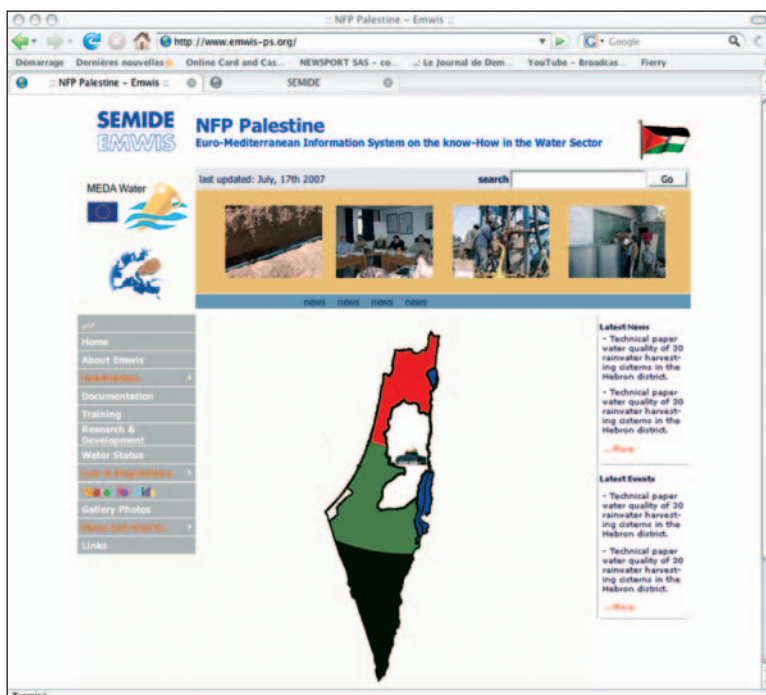 :: NFP Palestine – Emwis ::
http://www.emwis-ps.org/
G
Google
Démarrage Dernières nouvelles Online Card and Cas... NEWSPORT SAS – co... ..: Le Journal de Dem... YouTube – Broadcas... Fierry
:: NFP Palestine – Emwis ::
SEMIDE
SEMIDE
EMWIS
NFP Palestine
Euro-Mediterranean Information System on the know-How in the Water Sector
last updated: July, 17th 2007
search
Go
MEDA Water
news news news news
Home
About Emwis
Documentation
Training
Research &
Development
Water Status
Gallery Photos
Links
Latest News
- Technical paper
water quality of 30
rainwater harvest-
ing cisterns in the
Hebron district.
- Technical paper
water quality of 30
rainwater harvest-
ing cisterns in the
Hebron district.
...More
Latest Events
- Technical paper
water quality of 30
rainwater harvest-
ing cisterns in the
Hebron district.
- Technical paper
water quality of 30
rainwater harvest-
ing cisterns in the
Hebron district.
...More
Terminé